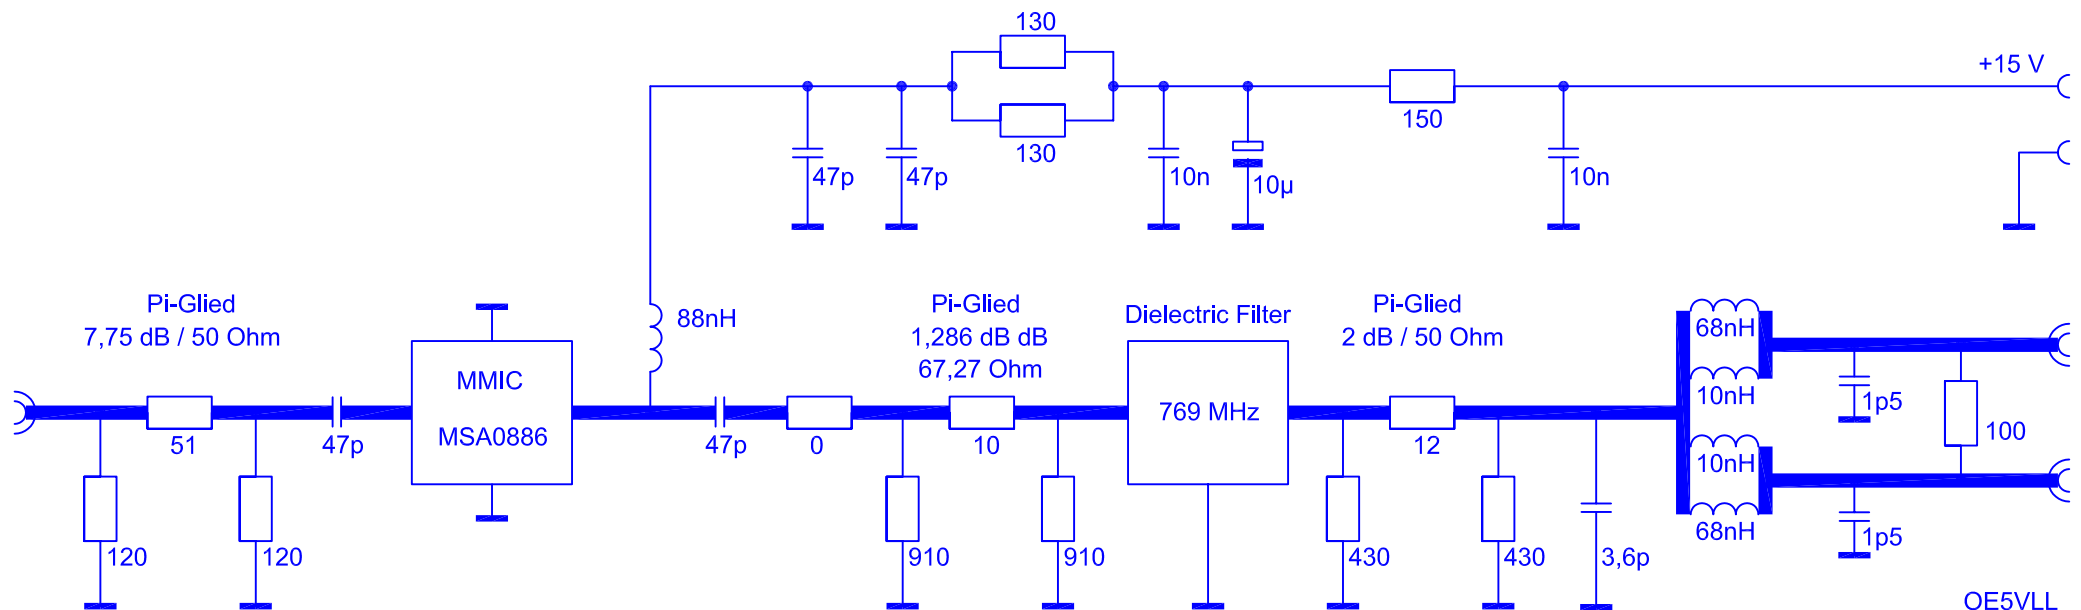 130
+15 V
150
130
47p
47p
10n
10µ
10n
Pi-Glied
7,75 dB / 50 Ohm
88nH
Pi-Glied
1,286 dB dB
67,27 Ohm
Dielectric Filter
Pi-Glied
2 dB / 50 Ohm
68nH
MMIC
MSA0886
769 MHz
10nH
1p5
51
47p
47p
0
10
12
100
10nH
68nH
1p5
120
120
910
910
430
430
3,6p
OE5VLL